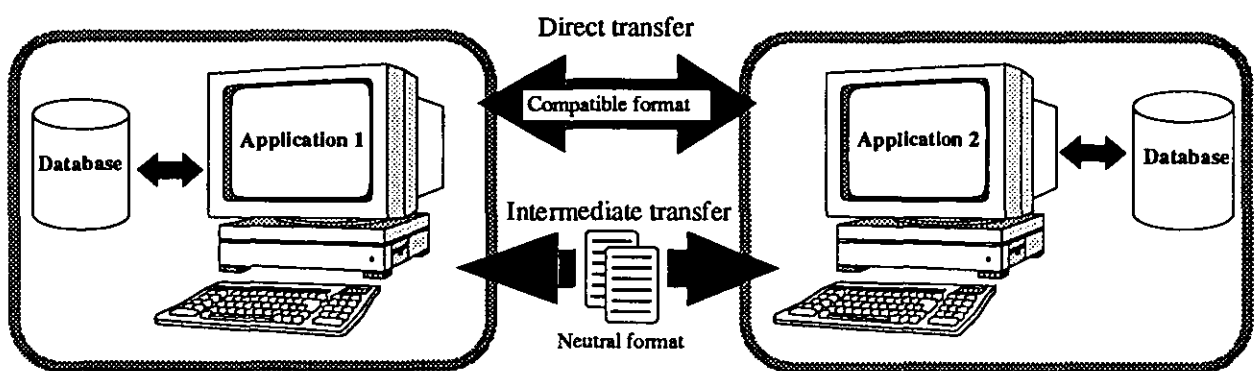 Direct transfer
Compatible format
Application 1
Database
Application 2
Database
Intermediate transfer
Neutral format